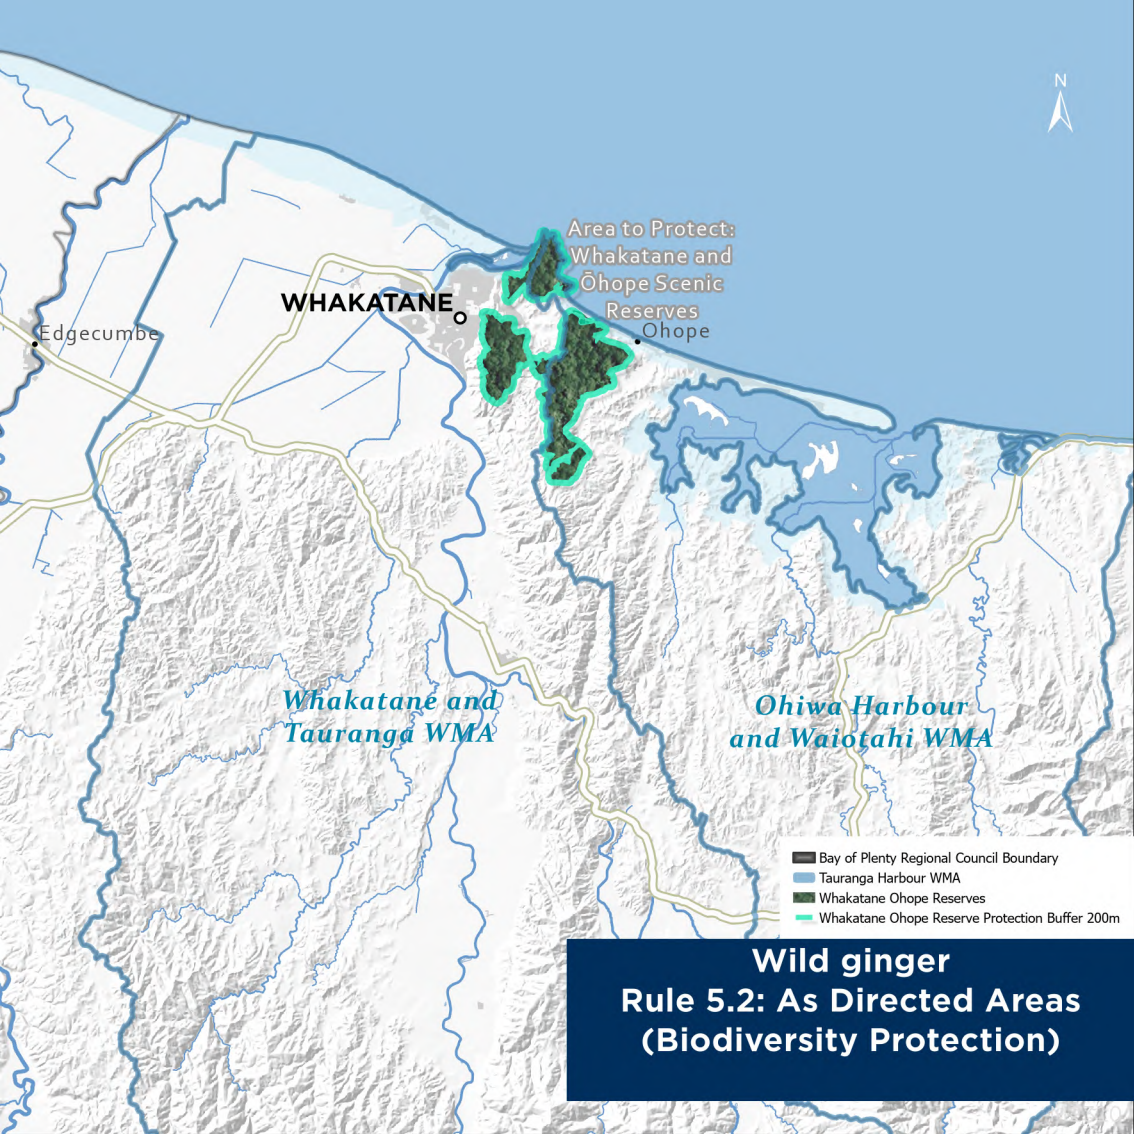 N
Area to Protect:
Whakatane and
Ōhope Scenic
Reserves
WHAKATANE
Edgecumbe
Ohope
Whakatane and
Tauranga WMA
Ohiwa Harbour
and Waiotahi WMA
Bay of Plenty Regional Council Boundary
Tauranga Harbour WMA
Whakatane Ohope Reserves
Whakatane Ohope Reserve Protection Buffer 200m
Wild ginger
Rule 5.2: As Directed Areas
(Biodiversity Protection)